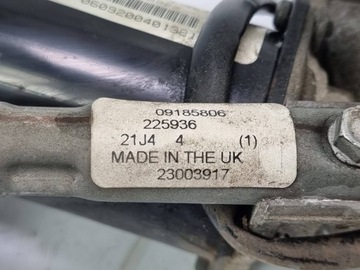 09185806
225936
21J4 4 (1)
MADE IN THE UK
23003917